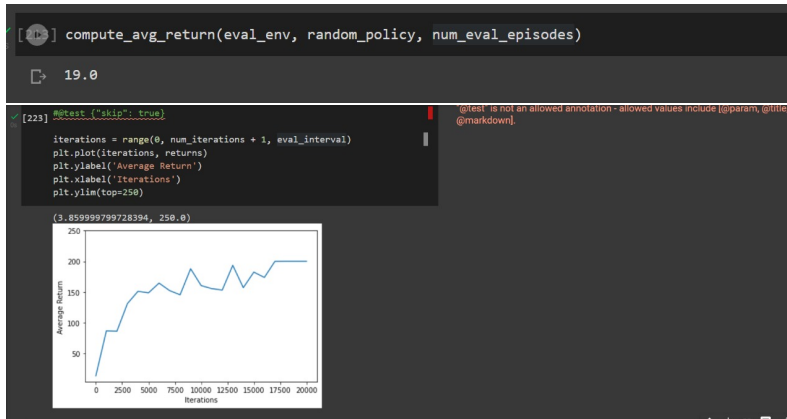 [213] compute_avg_return(eval_env, random_policy, num_eval_episodes)
19.0
[223] #@test {"skip": true}
"@test" is not an allowed annotation - allowed values include [@param, @title
@markdown].
iterations = range(0, num_iterations + 1, eval_interval)
plt.plot(iterations, returns)
plt.ylabel('Average Return')
plt.xlabel('Iterations')
plt.ylim(top=250)
(3.859999799728394, 250.0)
250
200
150
100
50
Average Return
0 2500 5000 7500 10000 12500 15000 17500 20000
Iterations